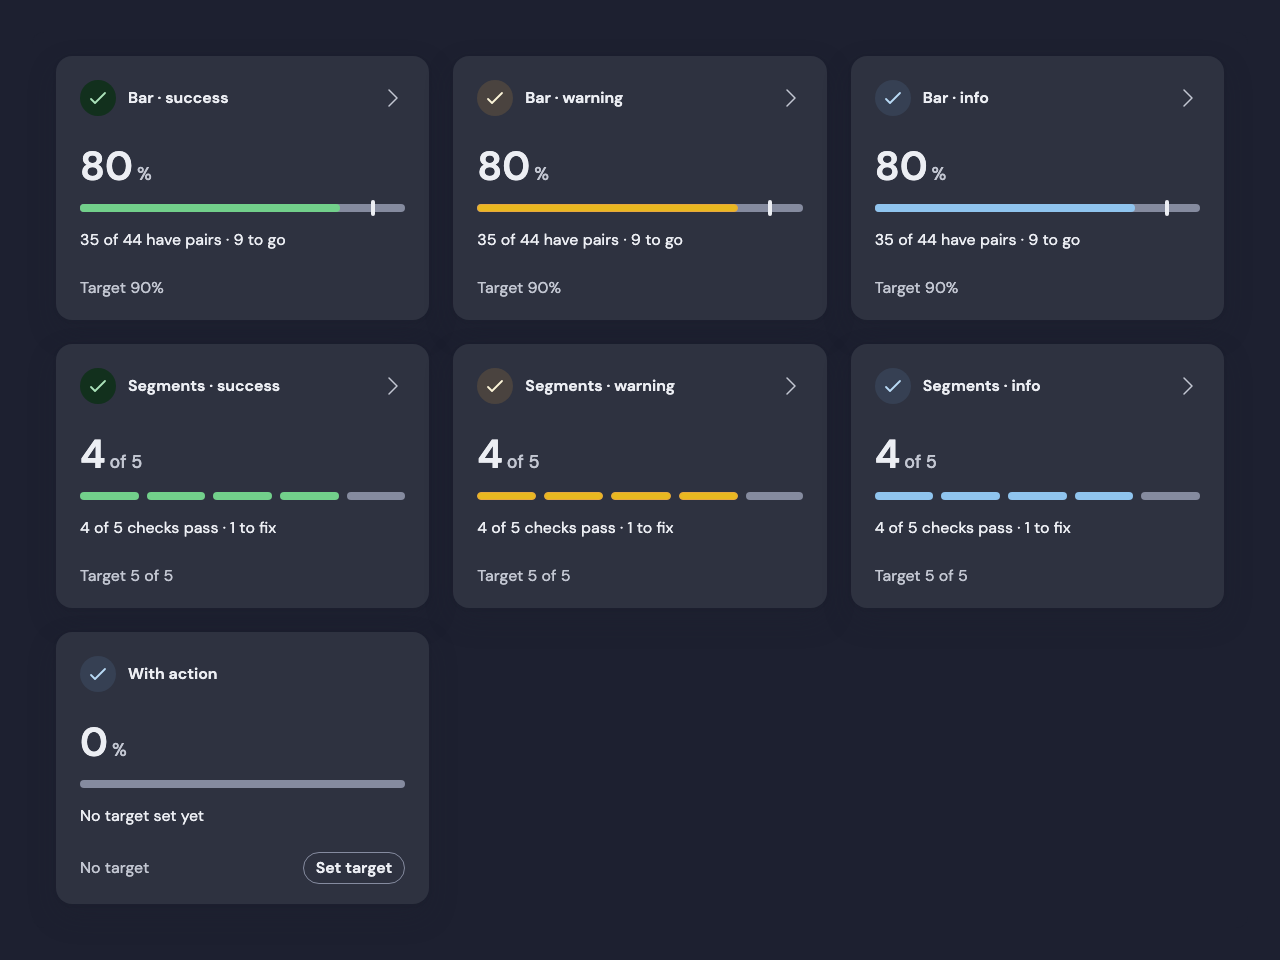 Bar · success
80 %
35 of 44 have pairs · 9 to go
Target 90%
Bar · warning
80 %
35 of 44 have pairs · 9 to go
Target 90%
Bar · info
80 %
35 of 44 have pairs · 9 to go
Target 90%
Segments · success
4 of 5
4 of 5 checks pass · 1 to fix
Target 5 of 5
Segments · warning
4 of 5
4 of 5 checks pass · 1 to fix
Target 5 of 5
Segments · info
4 of 5
4 of 5 checks pass · 1 to fix
Target 5 of 5
With action
0 %
No target set yet
No target
Set target